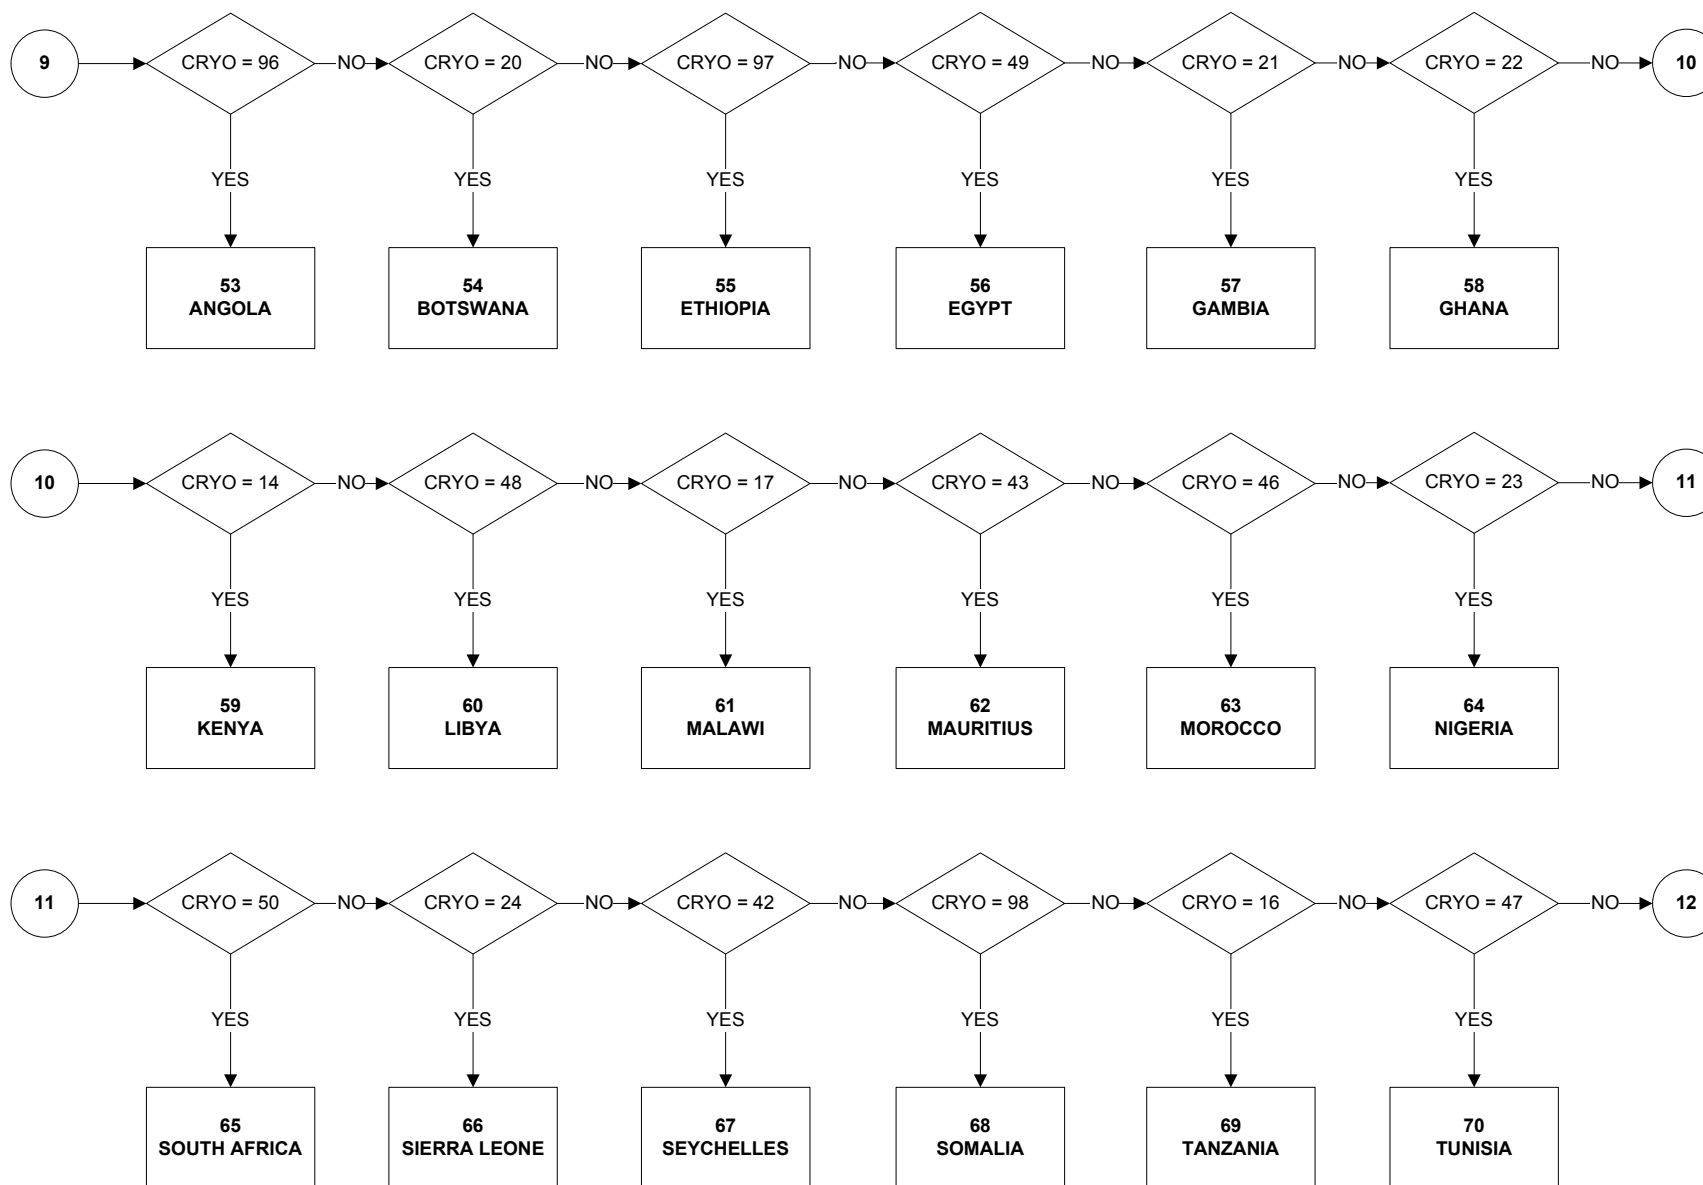 9
CRYO = 96
NO
CRYO = 20
NO
CRYO = 97
NO
CRYO = 49
NO
CRYO = 21
NO
CRYO = 22
NO
10
YES
YES
YES
YES
YES
YES
53
ANGOLA
54
BOTSWANA
55
ETHIOPIA
56
EGYPT
57
GAMBIA
58
GHANA
10
CRYO = 14
NO
CRYO = 48
NO
CRYO = 17
NO
CRYO = 43
NO
CRYO = 46
NO
CRYO = 23
NO
11
YES
YES
YES
YES
YES
YES
59
KENYA
60
LIBYA
61
MALAWI
62
MAURITIUS
63
MOROCCO
64
NIGERIA
11
CRYO = 50
NO
CRYO = 24
NO
CRYO = 42
NO
CRYO = 98
NO
CRYO = 16
NO
CRYO = 47
NO
12
YES
YES
YES
YES
YES
YES
65
SOUTH AFRICA
66
SIERRA LEONE
67
SEYCHELLES
68
SOMALIA
69
TANZANIA
70
TUNISIA